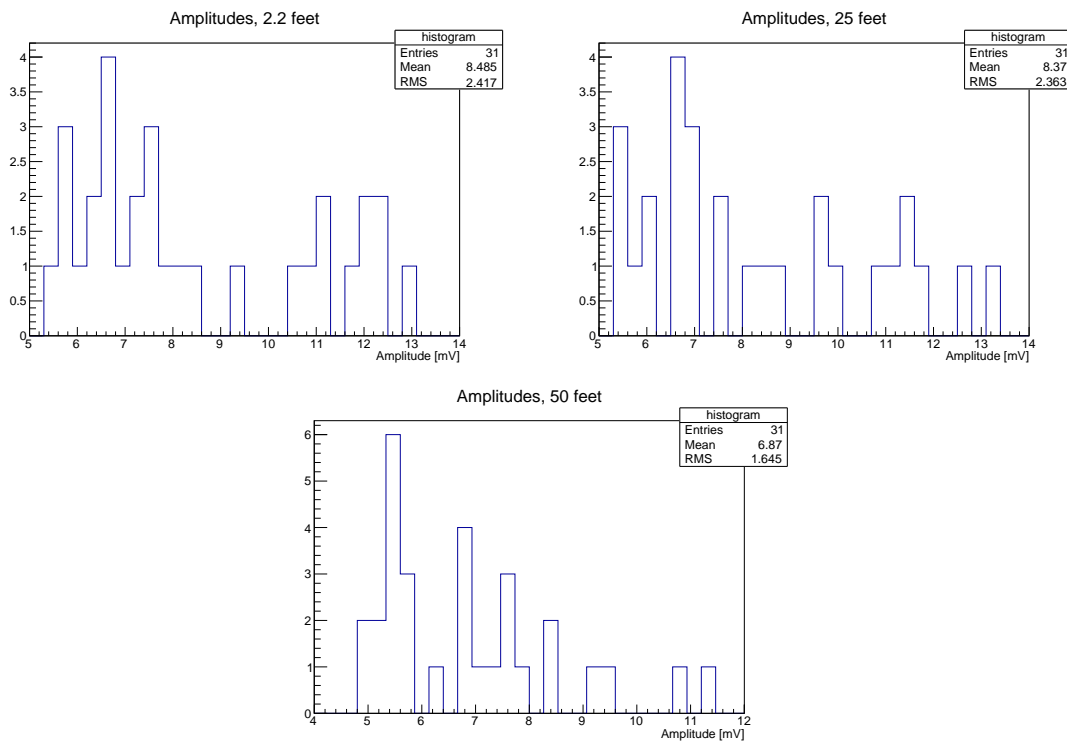 Amplitudes, 2.2 feet
histogram
Entries 31
Mean 8.485
RMS 2.417
4
3.5
3
2.5
2
1.5
1
0.5
0
5 6 7 8 9 10 11 12 13 14
Amplitude [mV]
Amplitudes, 25 feet
histogram
Entries 31
Mean 8.37
RMS 2.363
4
3.5
3
2.5
2
1.5
1
0.5
0
5 6 7 8 9 10 11 12 13 14
Amplitude [mV]
Amplitudes, 50 feet
histogram
Entries 31
Mean 6.87
RMS 1.645
6
5
4
3
2
1
0
4 5 6 7 8 9 10 11 12
Amplitude [mV]